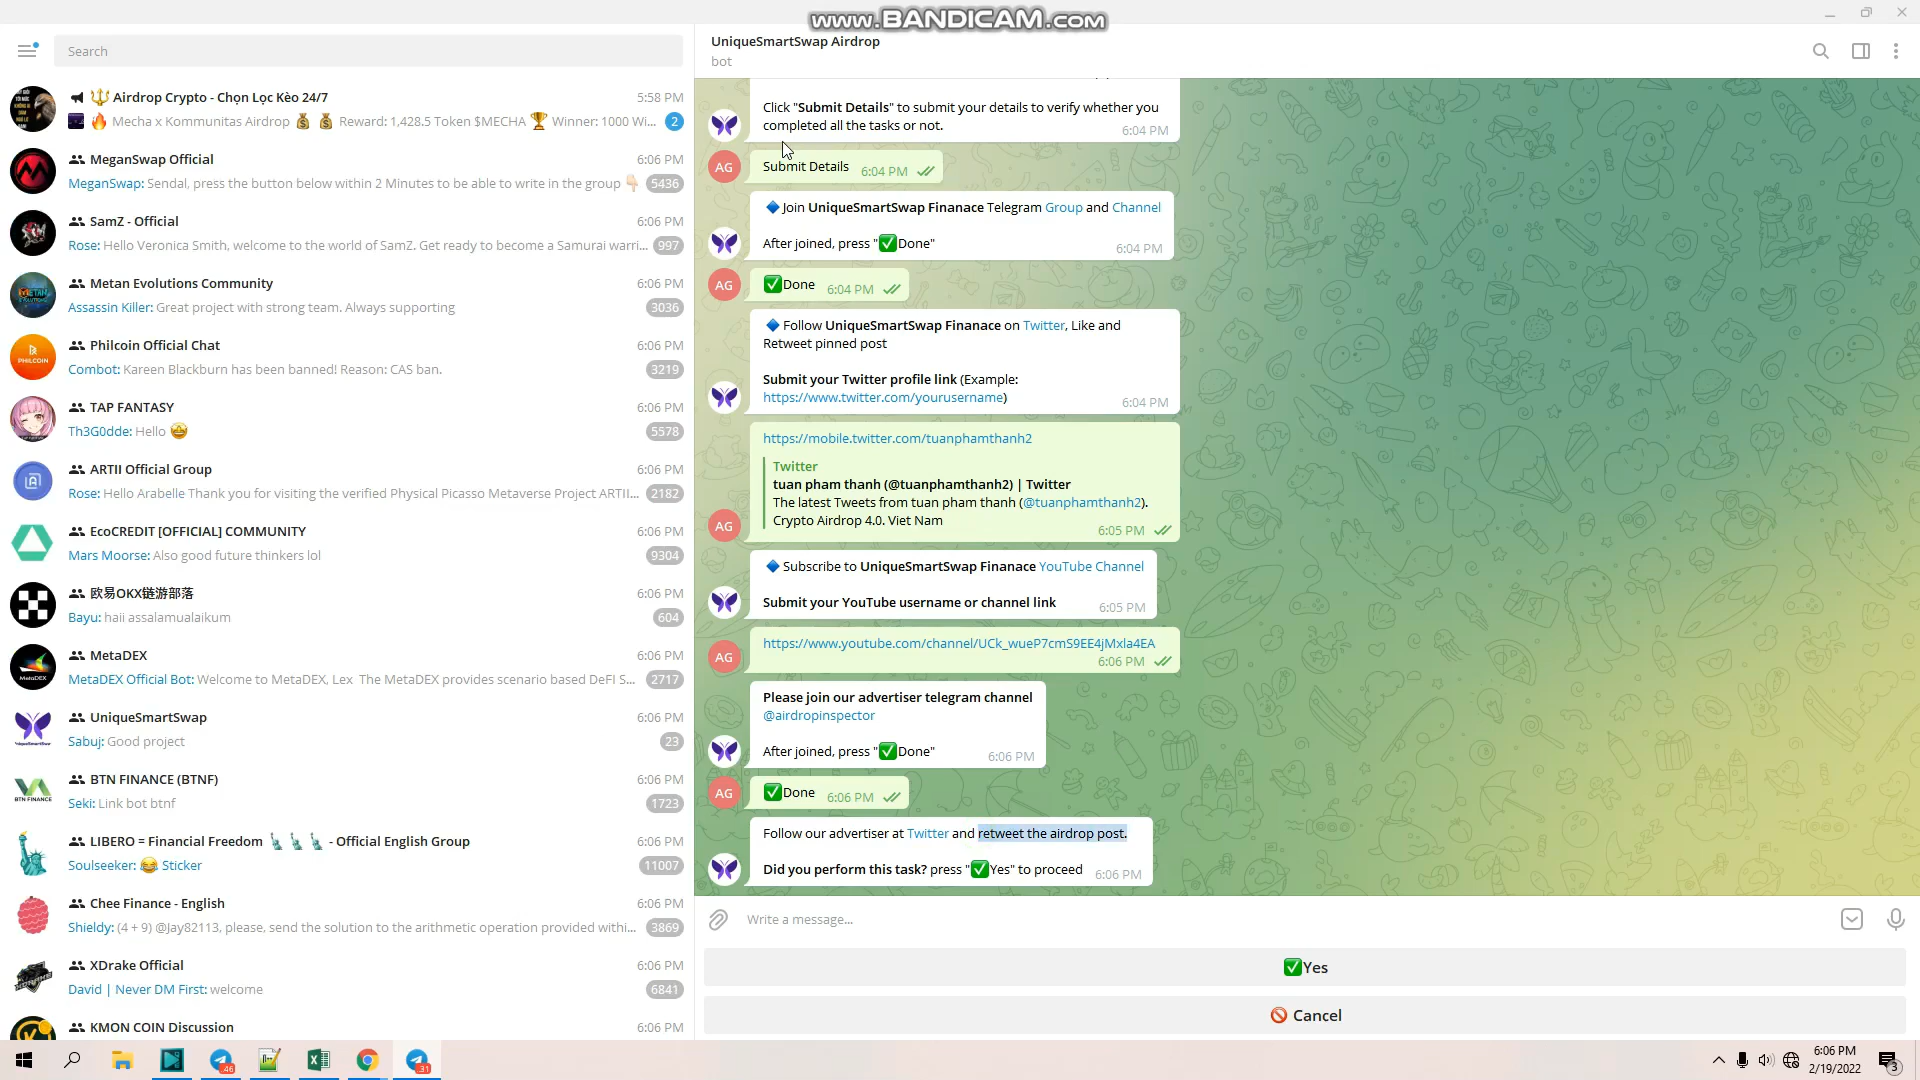 www.BANDICAM.com
Search
Airdrop Crypto - Chọn Lọc Kèo 24/7
5:58 PM
Mecha x Kommunitas Airdrop 💰 💰 Reward: 1,428.5 Token $MECHA 🏆 Winner: 1000 Wi...
2
MeganSwap Official
6:06 PM
MeganSwap: Sendal, press the button below within 2 Minutes to be able to write in the group 👇🏻
5436
SamZ - Official
6:06 PM
Rose: Hello Veronica Smith, welcome to the world of SamZ. Get ready to become a Samurai warri...
997
Metan Evolutions Community
6:06 PM
Assassin Killer: Great project with strong team. Always supporting
3036
PHILCOIN
Philcoin Official Chat
6:06 PM
Combot: Kareen Blackburn has been banned! Reason: CAS ban.
3219
TAP FANTASY
6:06 PM
Th3G0dde: Hello 🤩
5578
ARTII Official Group
6:06 PM
Rose: Hello Arabelle Thank you for visiting the verified Physical Picasso Metaverse Project ARTII...
2182
EcoCREDIT [OFFICIAL] COMMUNITY
6:06 PM
Mars Moorse: Also good future thinkers lol
9304
欧易OKX链游部落
6:06 PM
Bayu: haii assalamualaikum
604
MetaDEX
MetaDEX
6:06 PM
MetaDEX Official Bot: Welcome to MetaDEX, Lex The MetaDEX provides scenario based DeFI S...
2717
UniqueSmartSwap
6:06 PM
Sabuj: Good project
23
BTN FINANCE
BTN FINANCE (BTNF)
6:06 PM
Seki: Link bot btnf
1723
LIBERO = Financial Freedom 🗽 🗽 🗽 - Official English Group
6:06 PM
Soulseeker: 😂 Sticker
11007
Chee Finance - English
6:06 PM
Shieldy: (4 + 9) @Jay82113, please, send the solution to the arithmetic operation provided withi...
3869
XDrake Official
6:06 PM
David | Never DM First: welcome
6841
KMON COIN Discussion
6:06 PM
UniqueSmartSwap Airdrop
bot
Click "Submit Details" to submit your details to verify whether you
completed all the tasks or not.
6:04 PM
AG
Submit Details
6:04 PM
🔷Join UniqueSmartSwap Finanace Telegram Group and Channel
After joined, press "✅Done"
6:04 PM
AG
✅Done
6:04 PM
🔷Follow UniqueSmartSwap Finanace on Twitter, Like and
Retweet pinned post
Submit your Twitter profile link (Example:
https://www.twitter.com/yourusername)
6:04 PM
https://mobile.twitter.com/tuanphamthanh2
Twitter
tuan pham thanh (@tuanphamthanh2) | Twitter
The latest Tweets from tuan pham thanh (@tuanphamthanh2).
Crypto Airdrop 4.0. Viet Nam
AG
6:05 PM
🔷Subscribe to UniqueSmartSwap Finanace YouTube Channel
Submit your YouTube username or channel link
6:05 PM
https://www.youtube.com/channel/UCk_wueP7cmS9EE4jMxla4EA
AG
6:06 PM
Please join our advertiser telegram channel
@airdropinspector
After joined, press "✅Done"
6:06 PM
AG
✅Done
6:06 PM
Follow our advertiser at Twitter and retweet the airdrop post.
Did you perform this task? press "✅Yes" to proceed
6:06 PM
Write a message...
✅Yes
🚫 Cancel
46
31
6:06 PM
2/19/2022
3